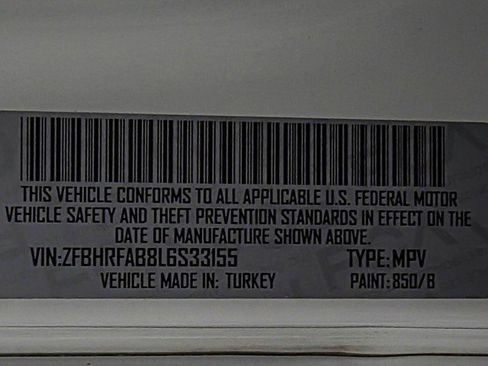 THIS VEHICLE CONFORMS TO ALL APPLICABLE U.S. FEDERAL MOTOR
VEHICLE SAFETY AND THEFT PREVENTION STANDARDS IN EFFECT ON THE
DATE OF MANUFACTURE SHOWN ABOVE.
VIN:ZFBHRFAB8L6S33155 TYPE:MPV
VEHICLE MADE IN: TURKEY PAINT:850/B